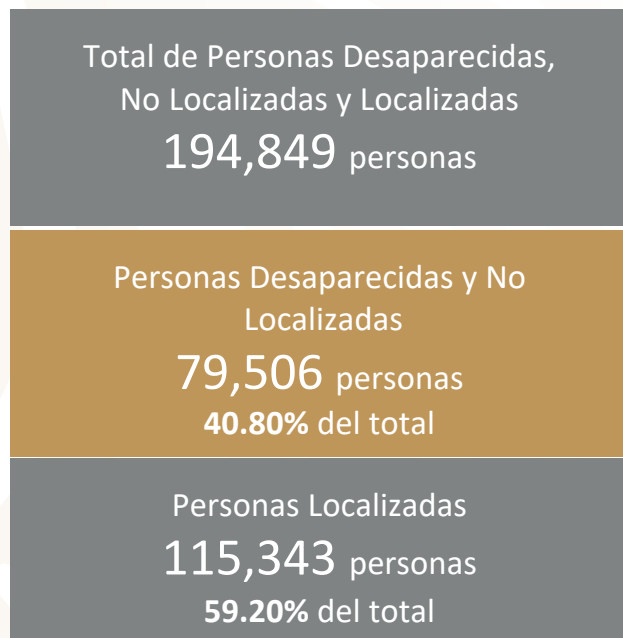 Total de Personas Desaparecidas,
No Localizadas y Localizadas
194,849 personas
Personas Desaparecidas y No
Localizadas
79,506 personas
40.80% del total
Personas Localizadas
115,343 personas
59.20% del total